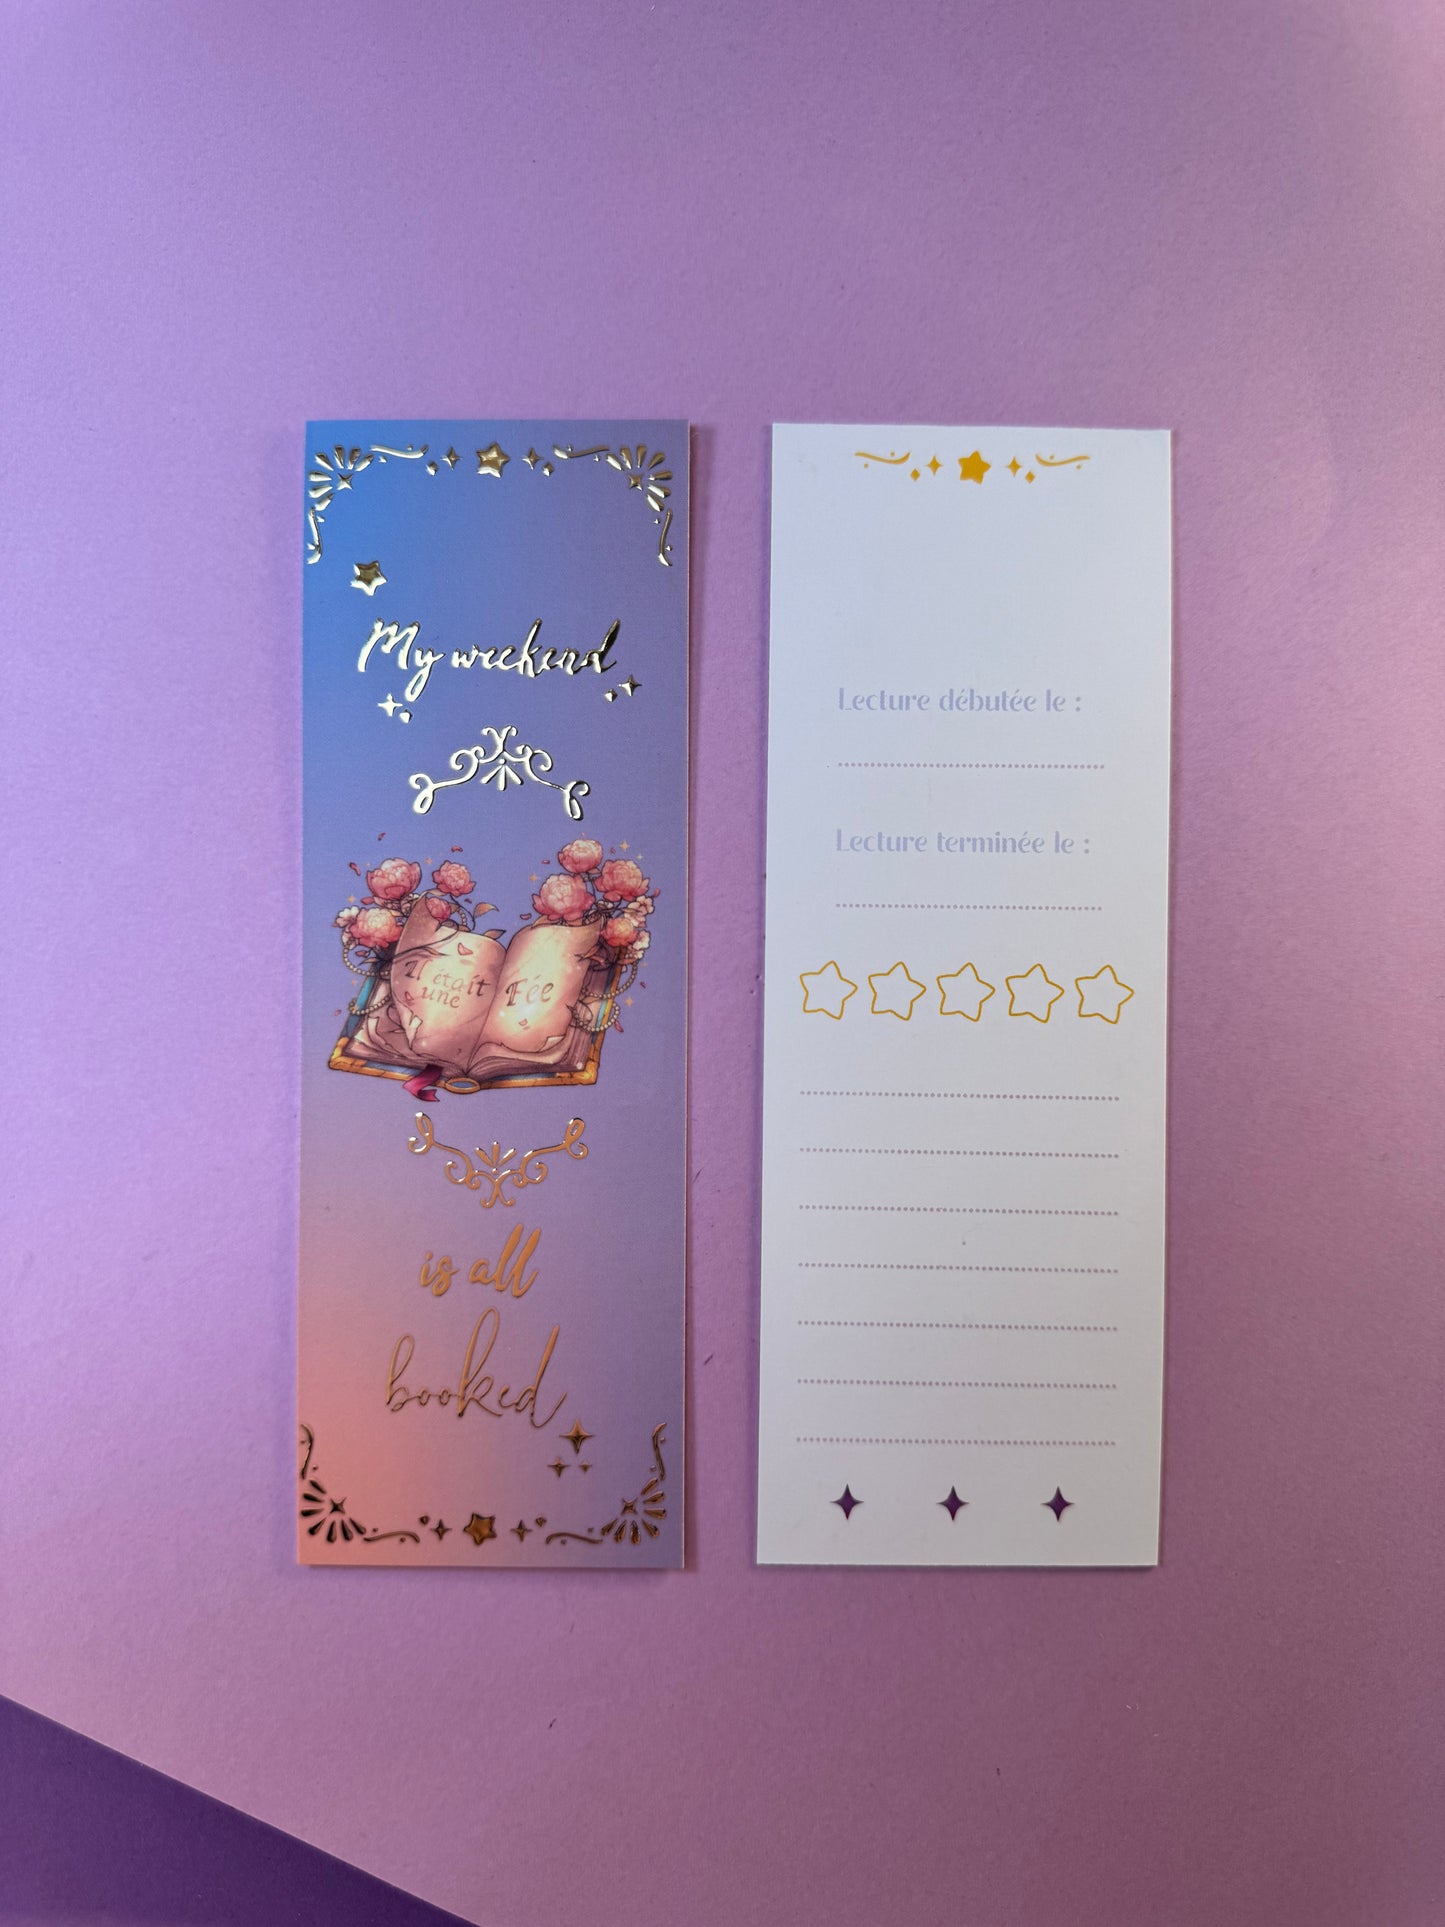 My weekend
Il était
une
Fée
is all
booked
Lecture débutée le :
Lecture terminée le :